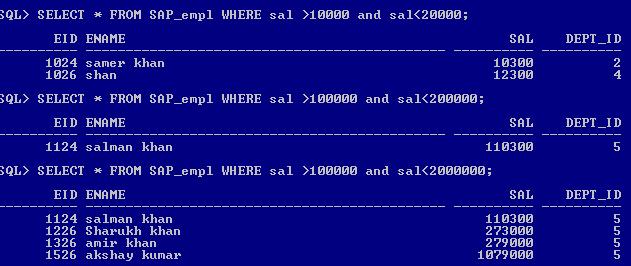 SQL> SELECT * FROM SAP_empl WHERE sal >10000 and sal<20000;
EID ENAME SAL DEPT_ID
1024 samer khan 10300 2
1026 shan 12300 4
SQL> SELECT * FROM SAP_empl WHERE sal >100000 and sal<200000;
EID ENAME SAL DEPT_ID
1124 salman khan 110300 5
SQL> SELECT * FROM SAP_empl WHERE sal >100000 and sal<2000000;
EID ENAME SAL DEPT_ID
1124 salman khan 110300 5
1226 Sharukh khan 273000 5
1326 amir khan 279000 5
1526 akshay kumar 1079000 5